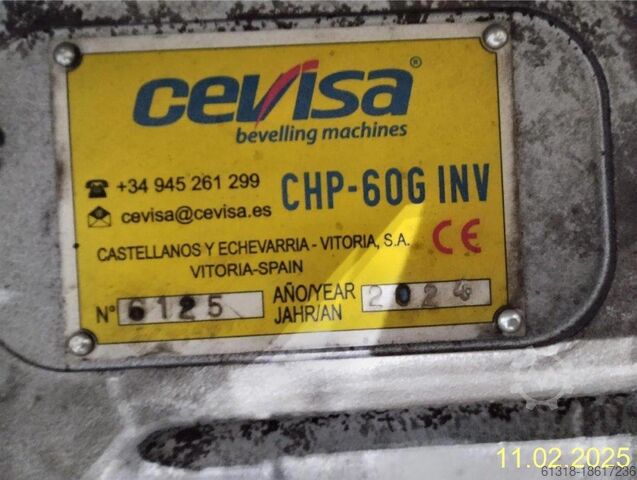 cevisa®
bevelling machines
☎ +34 945 261 299
cevisa@cevisa.es
CHP-60G INV
CASTELLANOS Y ECHEVARRIA - VITORIA, S.A. CE
VITORIA-SPAIN
Nº 6125 AÑO/YEAR 2024
JAHR/AN
11.02.2025
61318-18617236